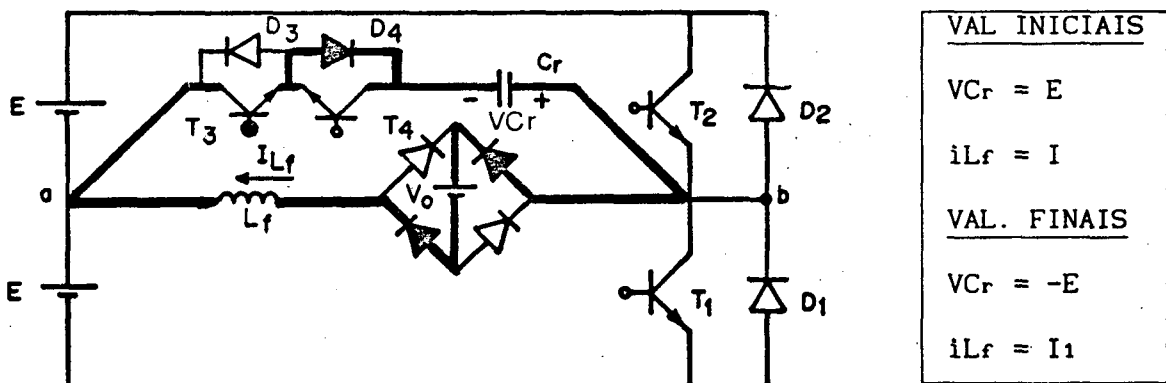 D3
D4
Cr
E
-
+
VCr
T3
T4
T2
D2
ILf
a
Vo
b
Lf
E
T1
D1
VAL INICIAIS
VCr = E
iLf = I
VAL. FINAIS
VCr = -E
iLf = I1